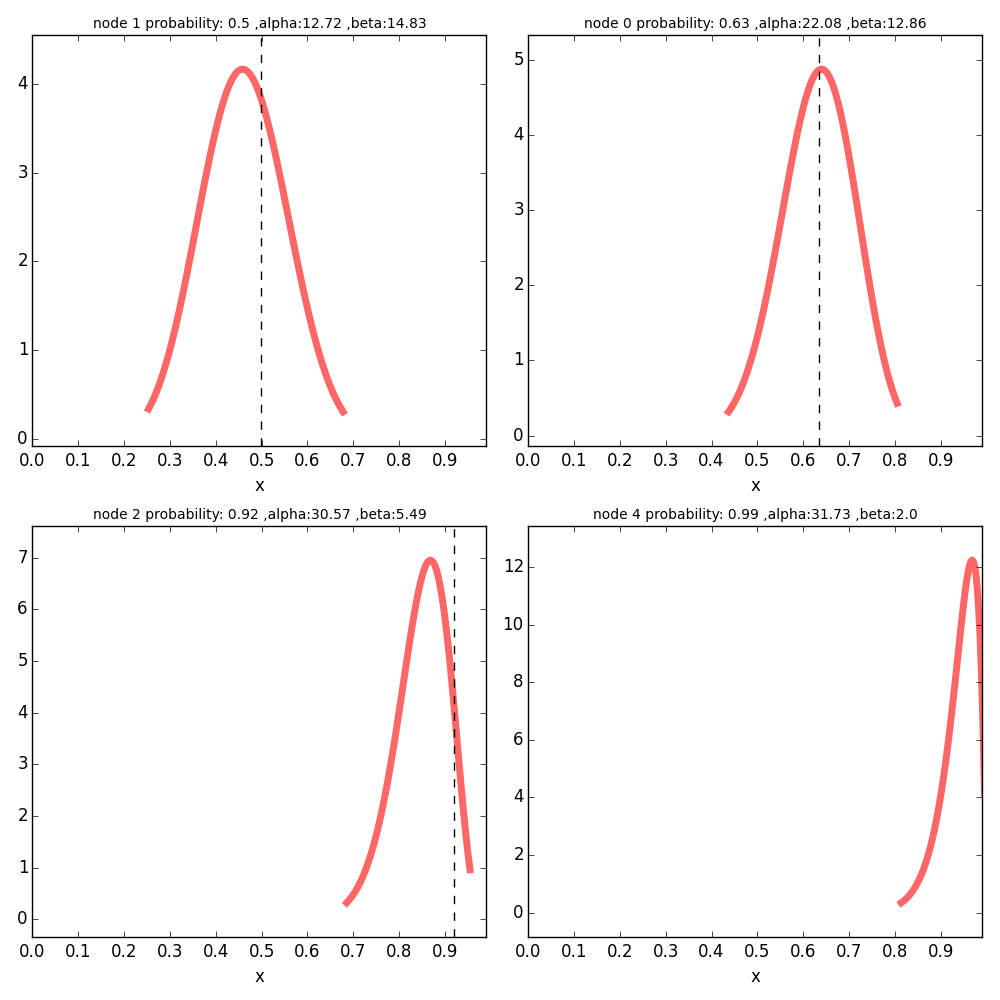 node 1 probability: 0.5 ,alpha:12.72 ,beta:14.83
4
3
2
1
0
0.0 0.1 0.2 0.3 0.4 0.5 0.6 0.7 0.8 0.9
x
node 0 probability: 0.63 ,alpha:22.08 ,beta:12.86
5
4
3
2
1
0
0.0 0.1 0.2 0.3 0.4 0.5 0.6 0.7 0.8 0.9
x
node 2 probability: 0.92 ,alpha:30.57 ,beta:5.49
7
6
5
4
3
2
1
0
0.0 0.1 0.2 0.3 0.4 0.5 0.6 0.7 0.8 0.9
x
node 4 probability: 0.99 ,alpha:31.73 ,beta:2.0
12
10
8
6
4
2
0
0.0 0.1 0.2 0.3 0.4 0.5 0.6 0.7 0.8 0.9
x